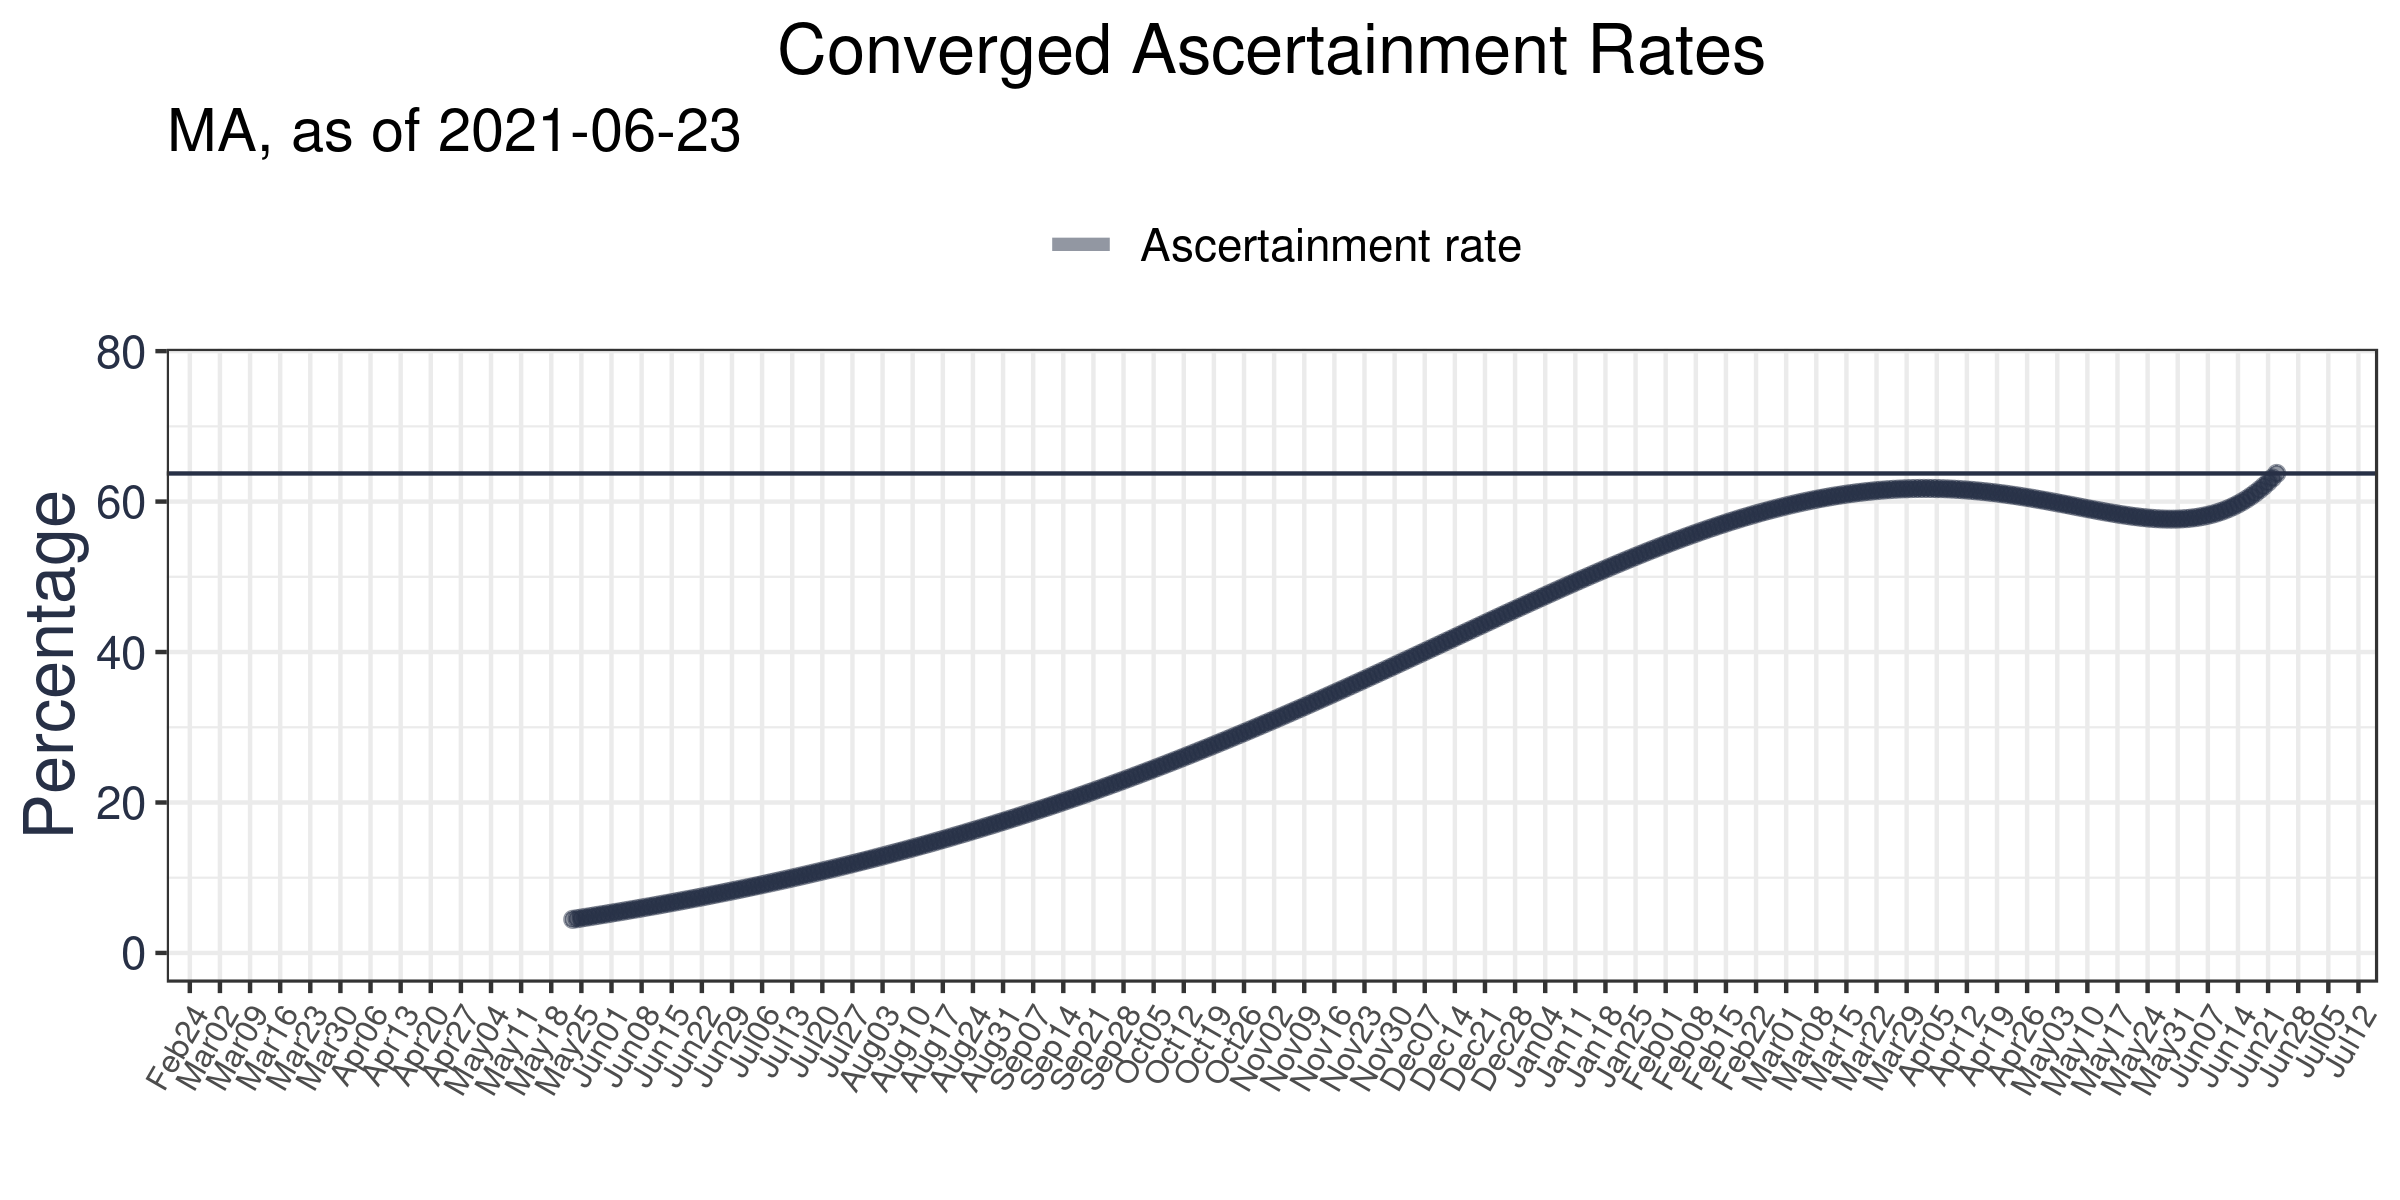 Converged Ascertainment Rates
MA, as of 2021-06-23
Ascertainment rate
Percentage
80
60
40
20
0
Feb24
Mar02
Mar09
Mar16
Mar23
Mar30
Apr06
Apr13
Apr20
Apr27
May04
May11
May18
May25
Jun01
Jun08
Jun15
Jun22
Jun29
Jul06
Jul13
Jul20
Jul27
Aug03
Aug10
Aug17
Aug24
Aug31
Sep07
Sep14
Sep21
Sep28
Oct05
Oct12
Oct19
Oct26
Nov02
Nov09
Nov16
Nov23
Nov30
Dec07
Dec14
Dec21
Dec28
Jan04
Jan11
Jan18
Jan25
Feb01
Feb08
Feb15
Feb22
Mar01
Mar08
Mar15
Mar22
Mar29
Apr05
Apr12
Apr19
Apr26
May03
May10
May17
May24
May31
Jun07
Jun14
Jun21
Jun28
Jul05
Jul12